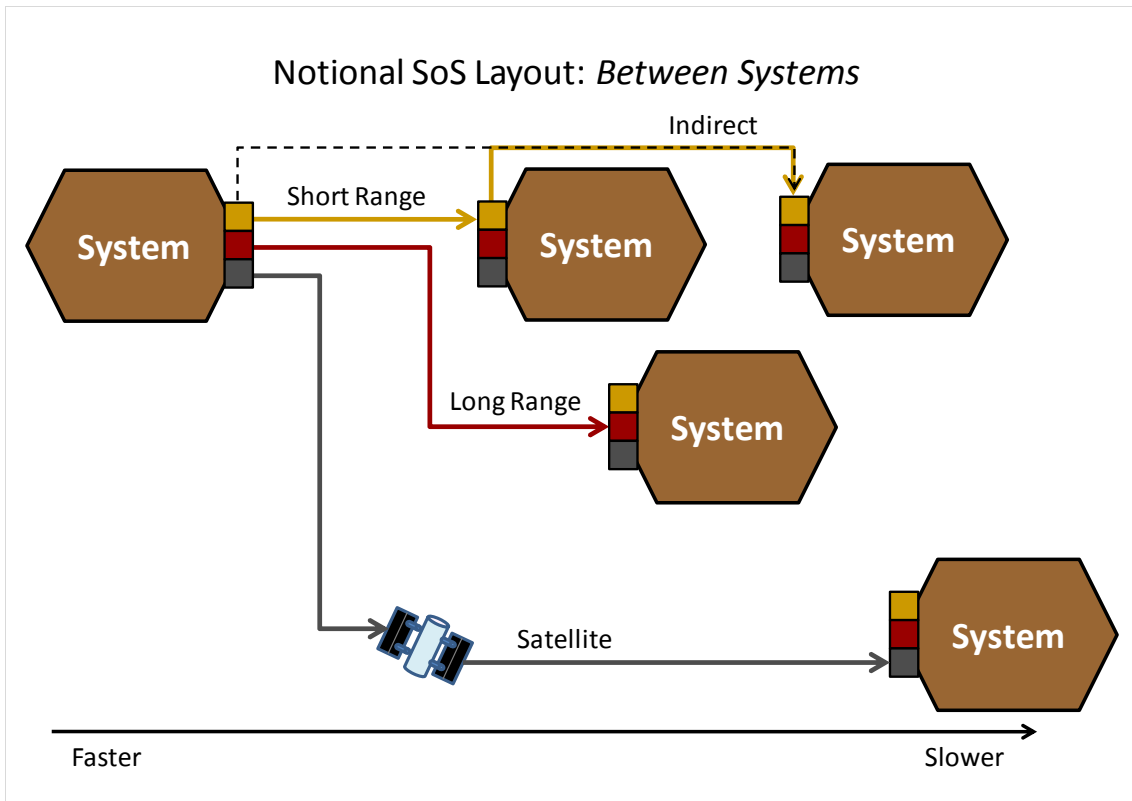 Notional SoS Layout: Between Systems
Indirect
Short Range
System
System
System
Long Range
System
Satellite
System
Faster
Slower